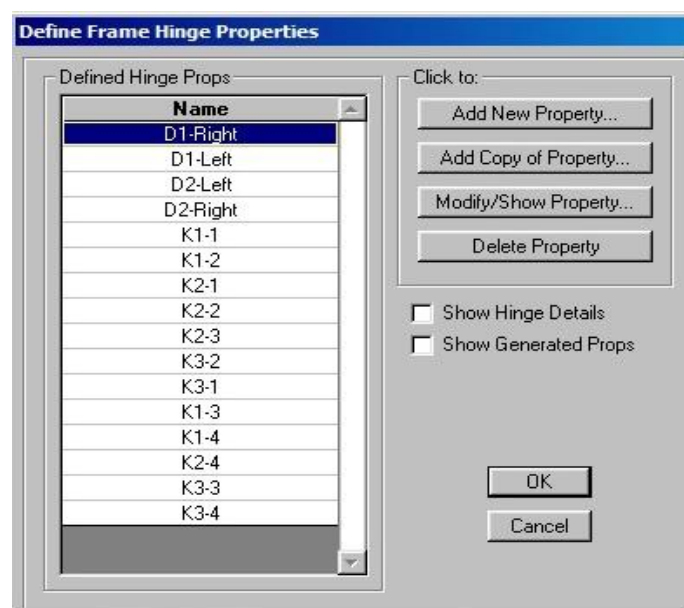 Define Frame Hinge Properties
Defined Hinge Props
Name
D1-Right
D1-Left
D2-Left
D2-Right
K1-1
K1-2
K2-1
K2-2
K2-3
K3-2
K3-1
K1-3
K1-4
K2-4
K3-3
K3-4
Click to:
Add New Property...
Add Copy of Property...
Modify/Show Property...
Delete Property
Show Hinge Details
Show Generated Props
OK
Cancel